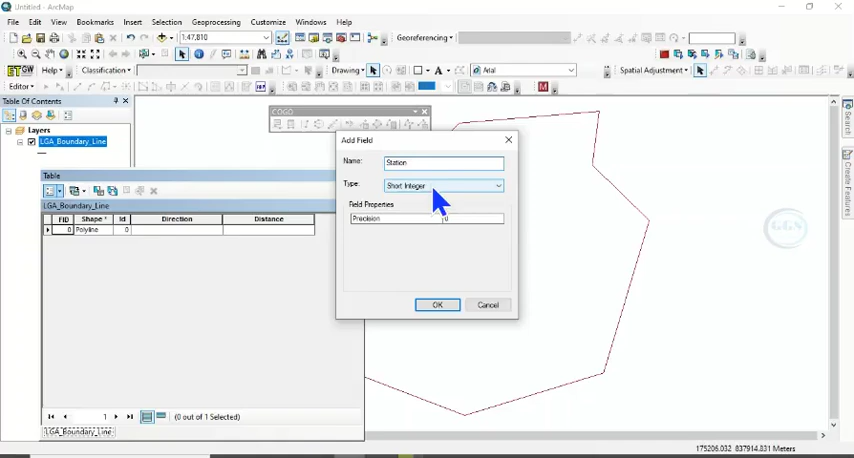 Untitled - ArcMap
File Edit View Bookmarks Insert Selection Geoprocessing Customize Windows Help
1:47,810
Georeferencing
Help Classification Drawing Arial Spatial Adjustment
Editor
Table Of Contents
COGO
Layers
LGA_Boundary_Line
Add Field
Name: Station
Type: Short Integer
Field Properties
Precision 0
OK Cancel
Table
LGA_Boundary_Line
FID Shape * Id Direction Distance
0 Polyline 0
1 (0 out of 1 Selected)
LGA_Boundary_Line
Search
Create Features
GGN
175206.032 837914.831 Meters